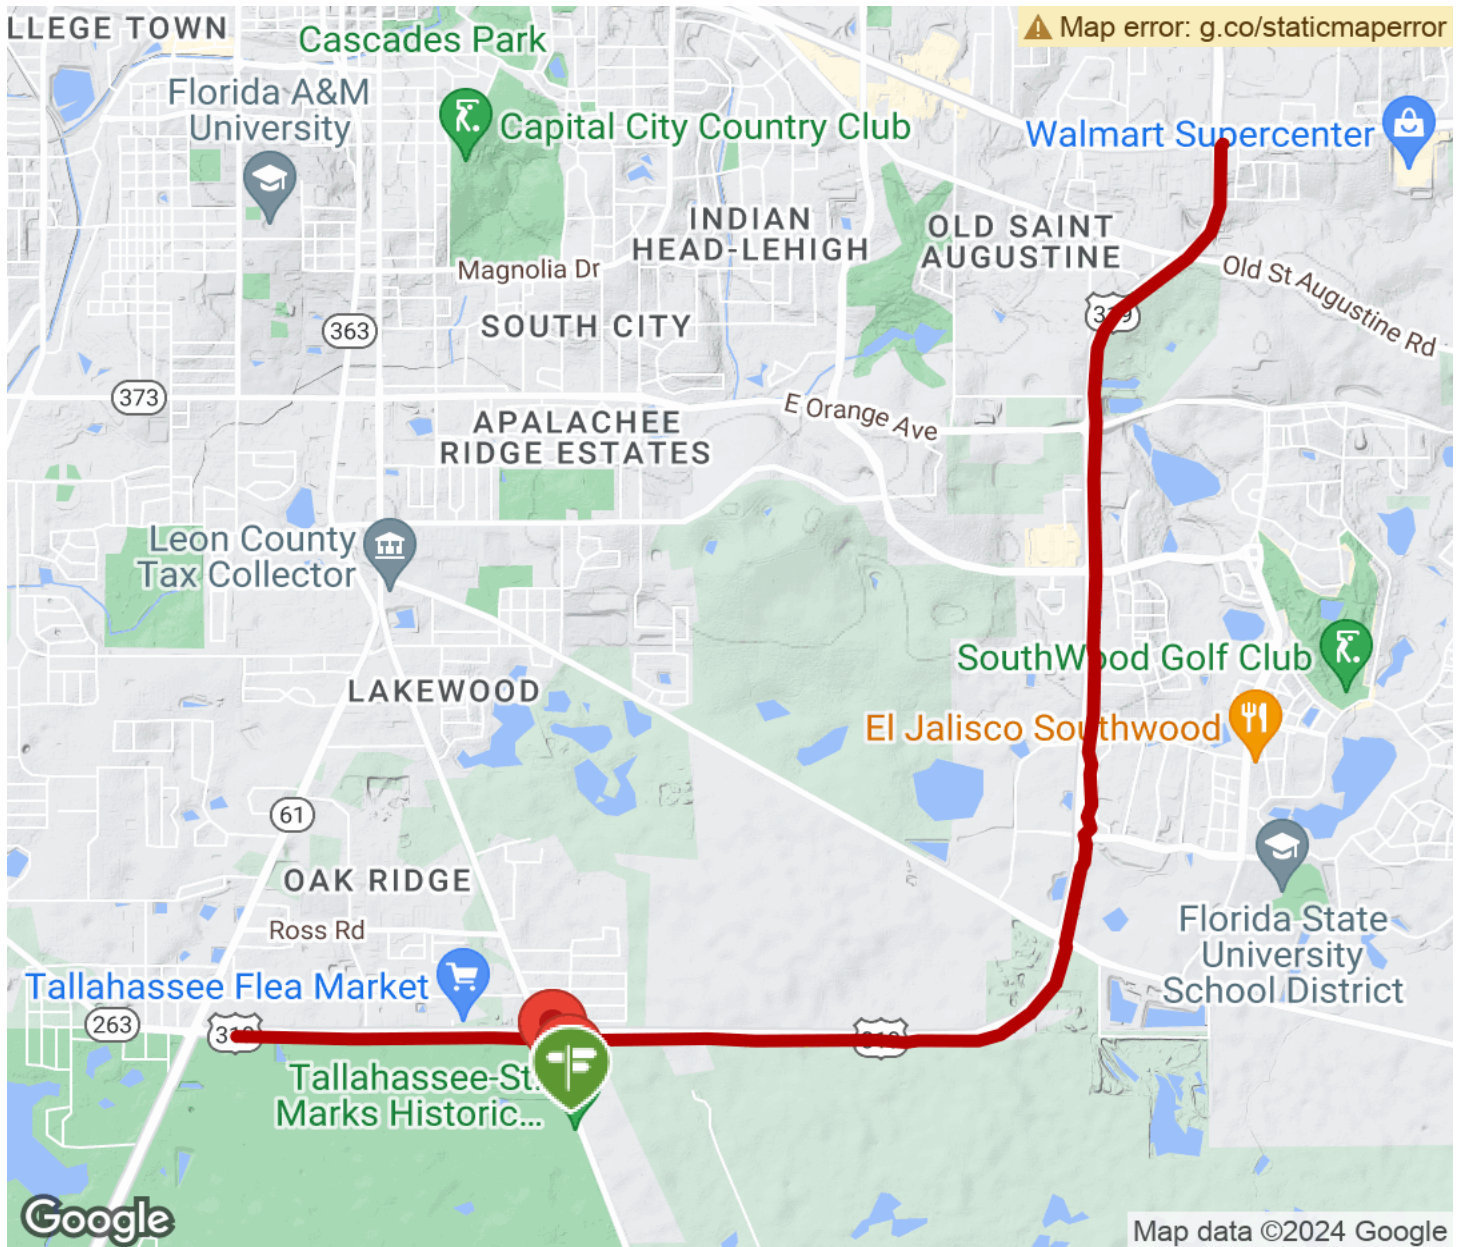 LLEGE TOWN
Cascades Park
Map error: g.co/staticmaperror
Florida A&M
University
Capital City Country Club
Walmart Supercenter
INDIAN
HEAD-LEHIGH
OLD SAINT
AUGUSTINE
Magnolia Dr
Old St Augustine Rd
SOUTH CITY
363
319
373
E Orange Ave
APALACHEE
RIDGE ESTATES
Leon County
Tax Collector
SouthWood Golf Club
LAKEWOOD
El Jalisco Southwood
61
OAK RIDGE
Ross Rd
Florida State
University
School District
Tallahassee Flea Market
263
319
319
Tallahassee-St.
Marks Historic...
Google
Map data ©2024 Google